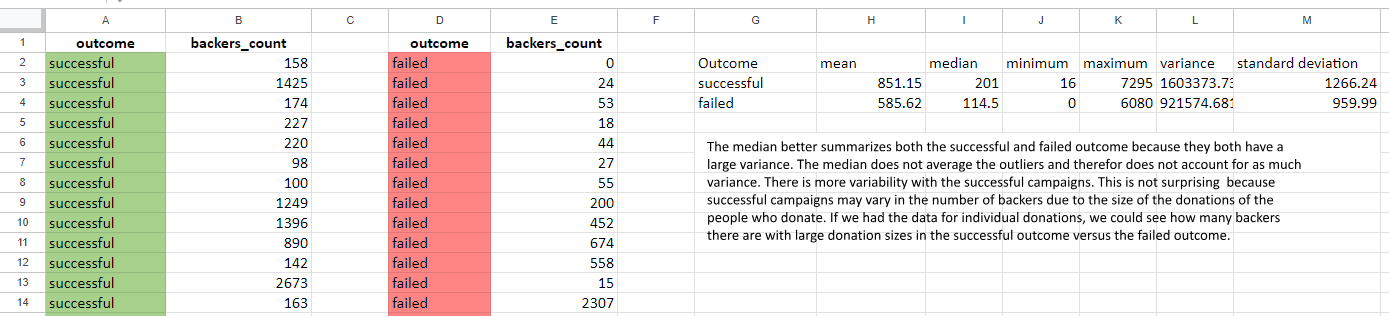 A B C D E F G H I J K L M
1 outcome backers_count outcome backers_count
2 successful 158 failed 0 Outcome mean median minimum maximum variance standard deviation
3 successful 1425 failed 24 successful 851.15 201 16 7295 1603373.73 1266.24
4 successful 174 failed 53 failed 585.62 114.5 0 6080 921574.681 959.99
5 successful 227 failed 18
6 successful 220 failed 44
7 successful 98 failed 27
8 successful 100 failed 55
9 successful 1249 failed 200
10 successful 1396 failed 452
11 successful 890 failed 674
12 successful 142 failed 558
13 successful 2673 failed 15
14 successful 163 failed 2307
The median better summarizes both the successful and failed outcome because they both have a
large variance. The median does not average the outliers and therefor does not account for as much
variance. There is more variability with the successful campaigns. This is not surprising because
successful campaigns may vary in the number of backers due to the size of the donations of the
people who donate. If we had the data for individual donations, we could see how many backers
there are with large donation sizes in the successful outcome versus the failed outcome.